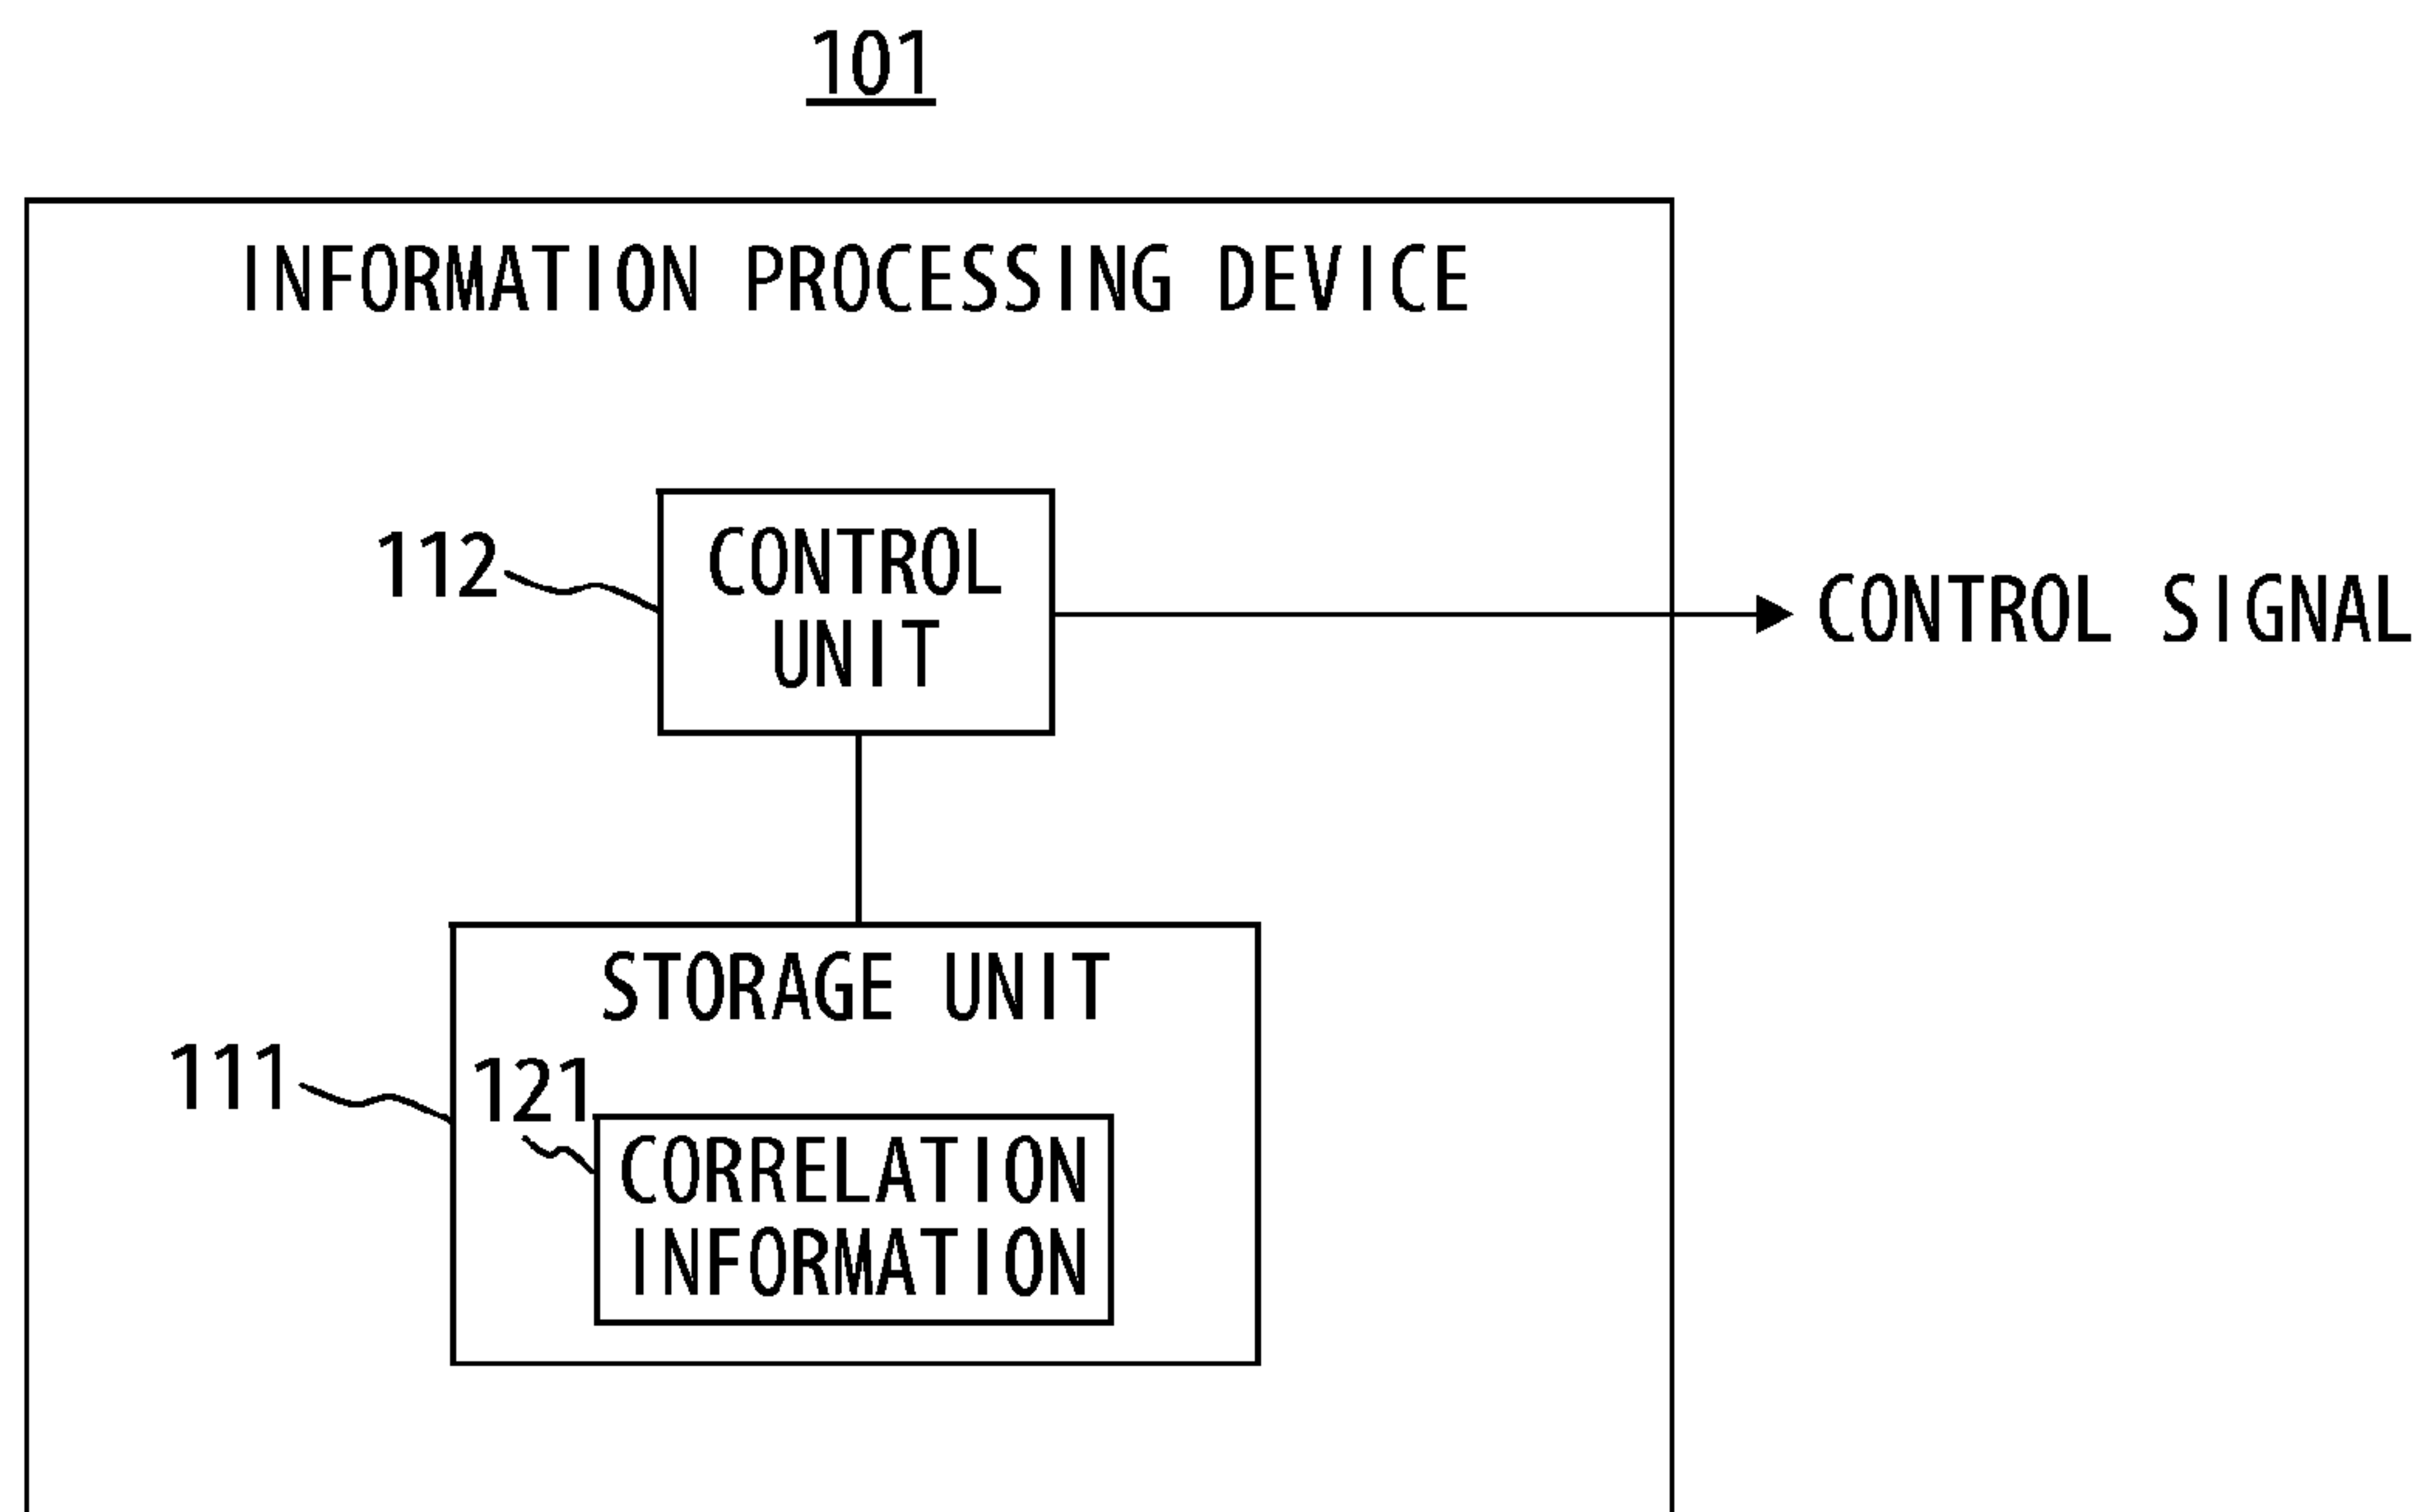 101
INFORMATION PROCESSING DEVICE
112
CONTROL
UNIT
CONTROL SIGNAL
STORAGE UNIT
111
121
CORRELATION
INFORMATION